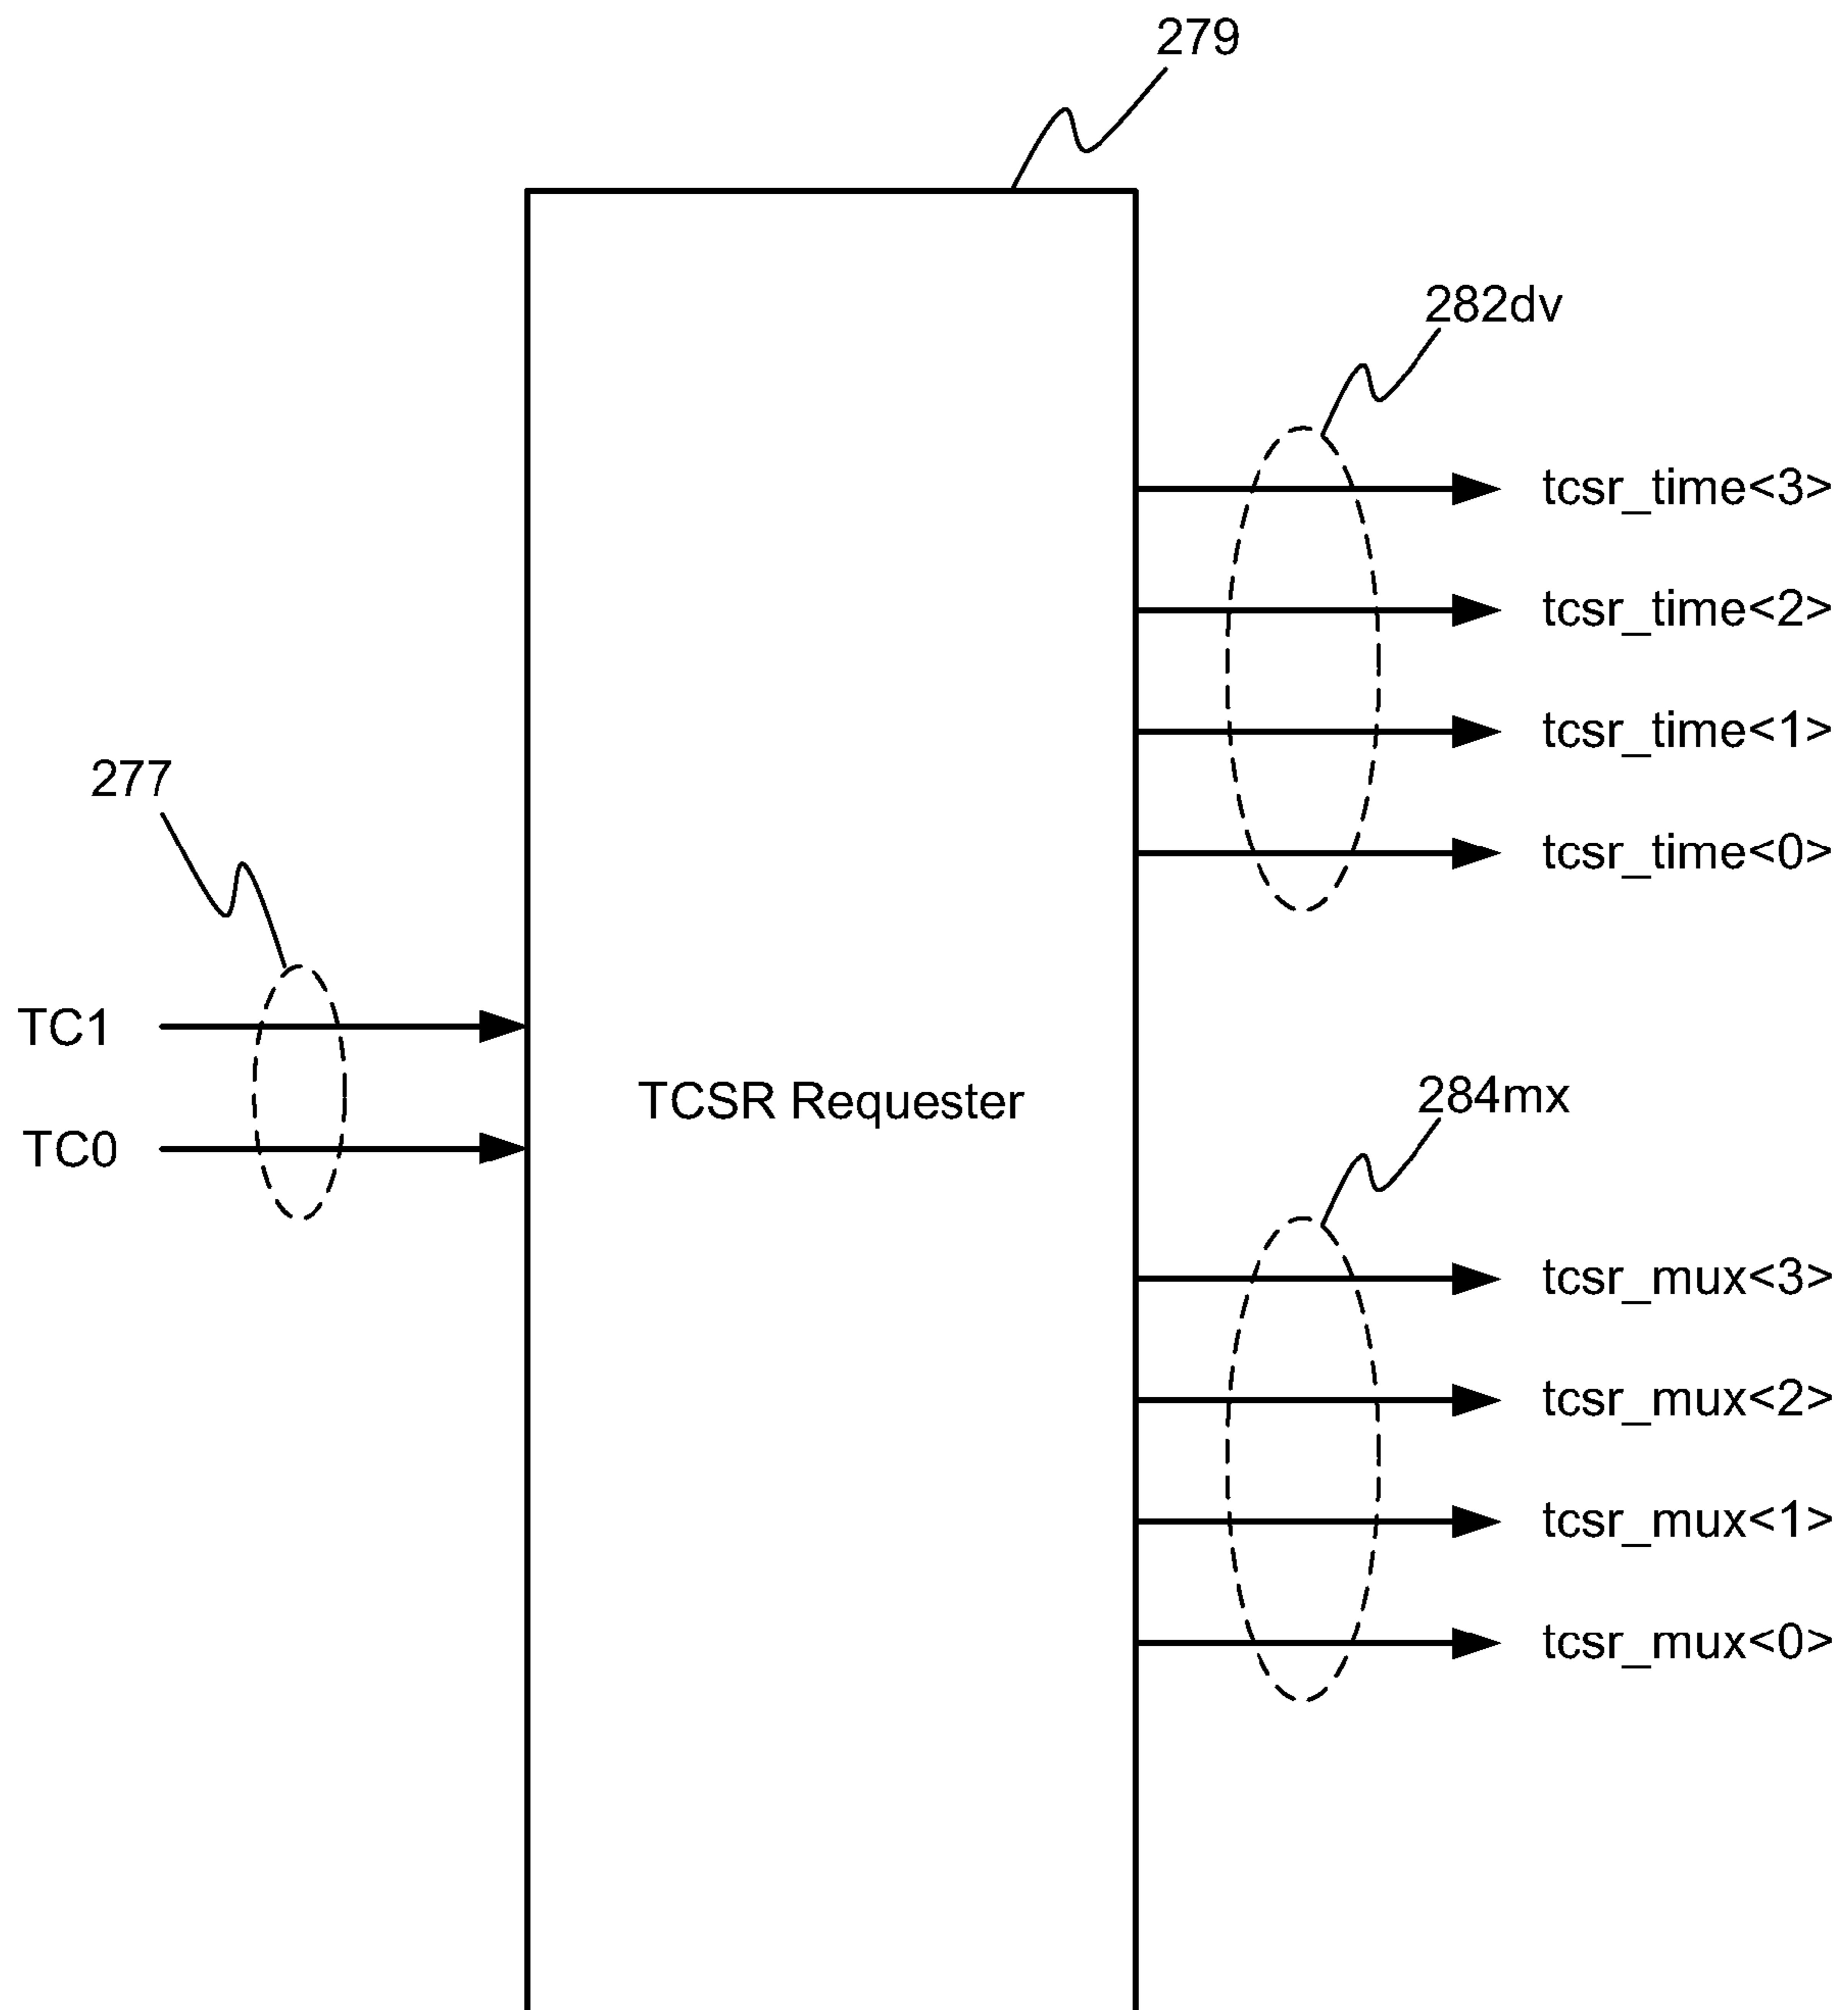 279
282dv
tcsr_time<3>
tcsr_time<2>
tcsr_time<1>
277
tcsr_time<0>
TC1
TCSR Requester
284mx
TC0
tcsr_mux<3>
tcsr_mux<2>
tcsr_mux<1>
tcsr_mux<0>